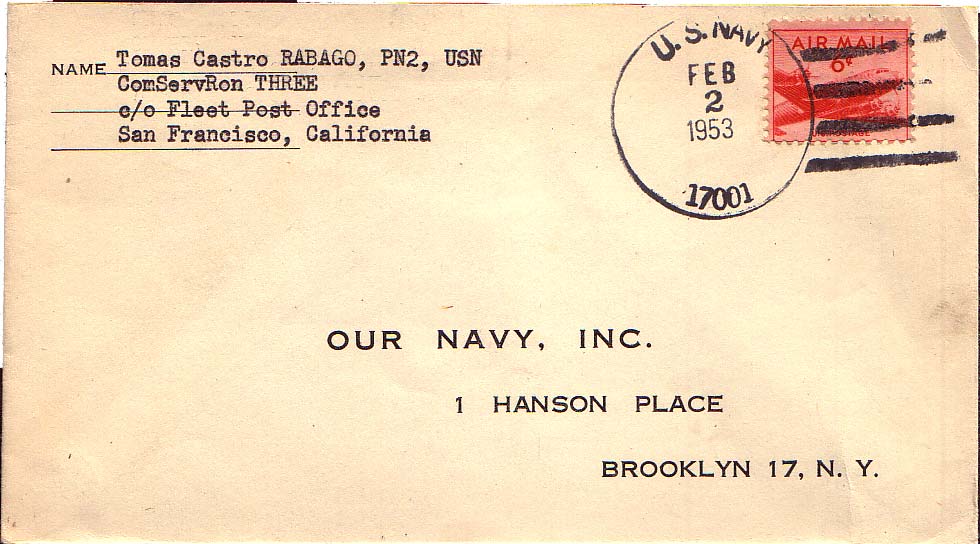 NAME Tomas Castro RABAGO, PN2, USN
ComServRon THREE
c/o Fleet Post Office
San Francisco, California
U. S. NAVY
FEB
2
1953
17001
AIR MAIL
6¢
U.S. POSTAGE
OUR NAVY, INC.
1 HANSON PLACE
BROOKLYN 17, N. Y.